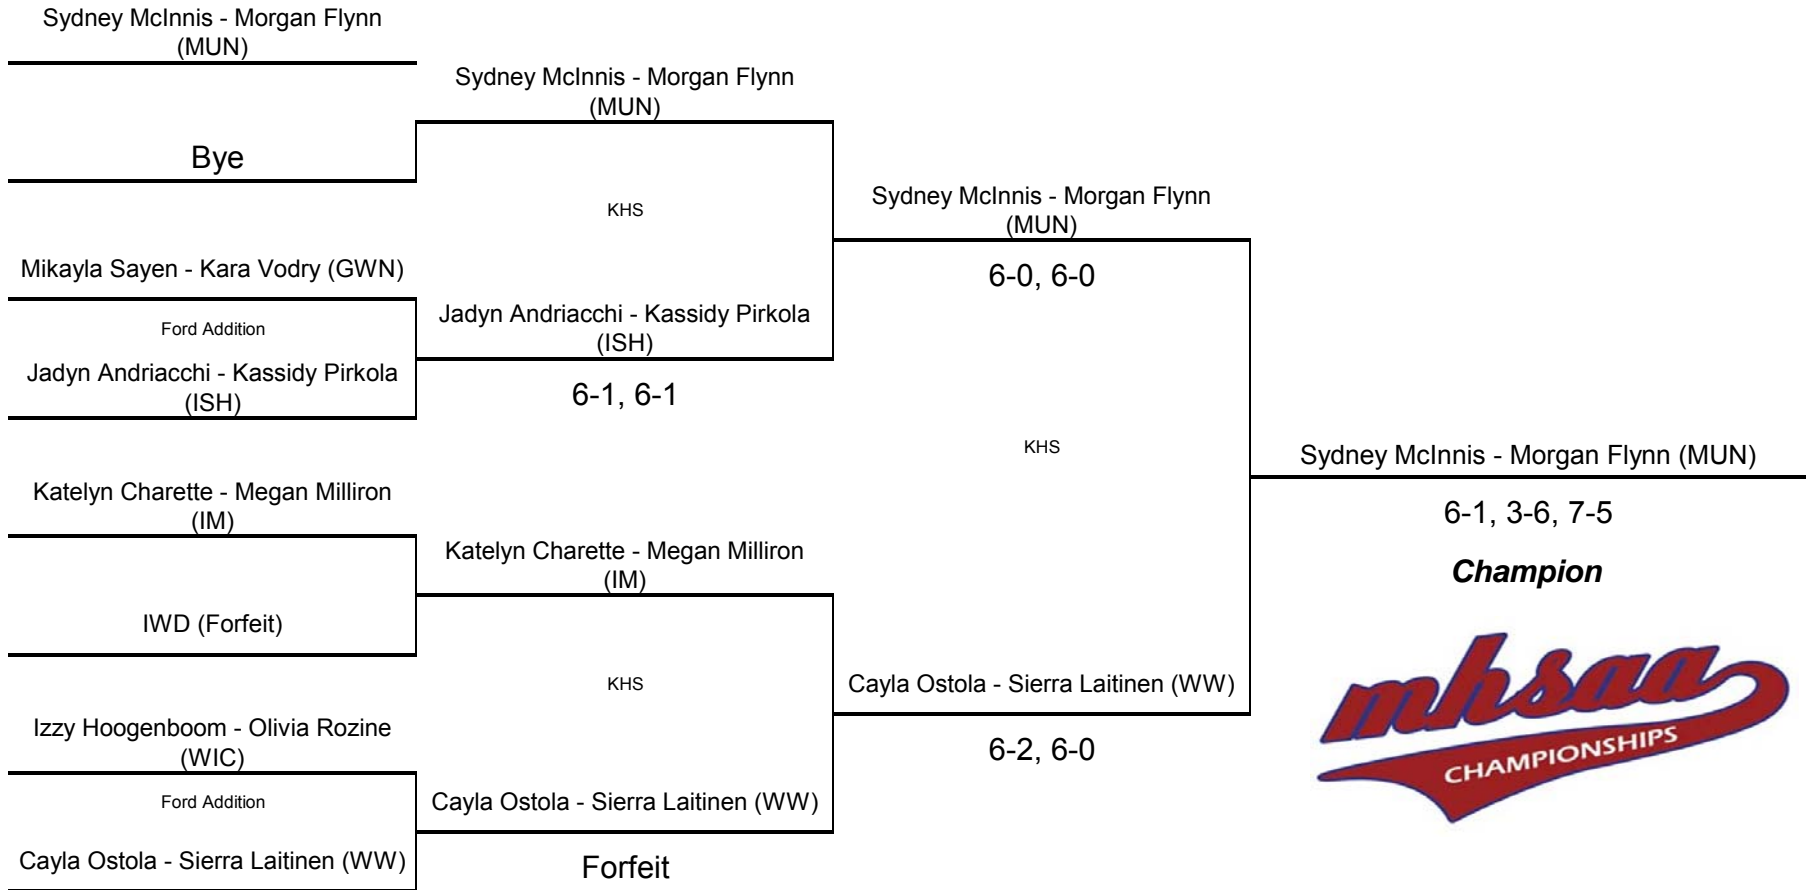 Sydney McInnis - Morgan Flynn
(MUN)
Bye
Mikayla Sayen - Kara Vodry (GWN)
Ford Addition
Jadyn Andriacchi - Kassidy Pirkola
(ISH)
Katelyn Charette - Megan Milliron
(IM)
IWD (Forfeit)
Izzy Hoogenboom - Olivia Rozine
(WIC)
Ford Addition
Cayla Ostola - Sierra Laitinen (WW)
Sydney McInnis - Morgan Flynn
(MUN)
KHS
Jadyn Andriacchi - Kassidy Pirkola
(ISH)
6-1, 6-1
Katelyn Charette - Megan Milliron
(IM)
KHS
Cayla Ostola - Sierra Laitinen (WW)
Forfeit
Sydney McInnis - Morgan Flynn
(MUN)
6-0, 6-0
KHS
Cayla Ostola - Sierra Laitinen (WW)
6-2, 6-0
Sydney McInnis - Morgan Flynn (MUN)
6-1, 3-6, 7-5
Champion
mhsaa
CHAMPIONSHIPS